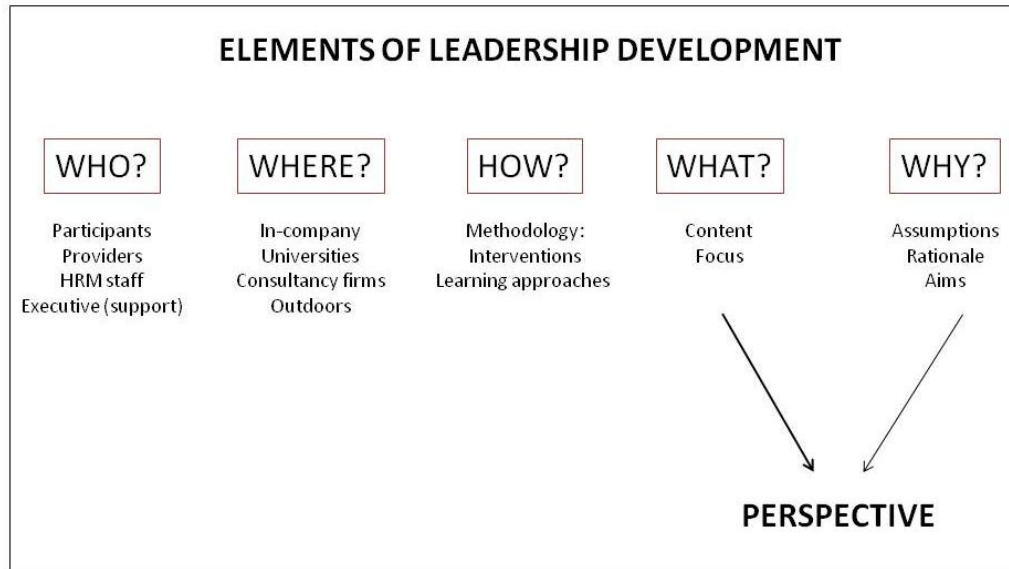 ELEMENTS OF LEADERSHIP DEVELOPMENT
WHO?
Participants
Providers
HRM staff
Executive (support)
WHERE?
In-company
Universities
Consultancy firms
Outdoors
HOW?
Methodology:
Interventions
Learning approaches
WHAT?
Content
Focus
WHY?
Assumptions
Rationale
Aims
PERSPECTIVE